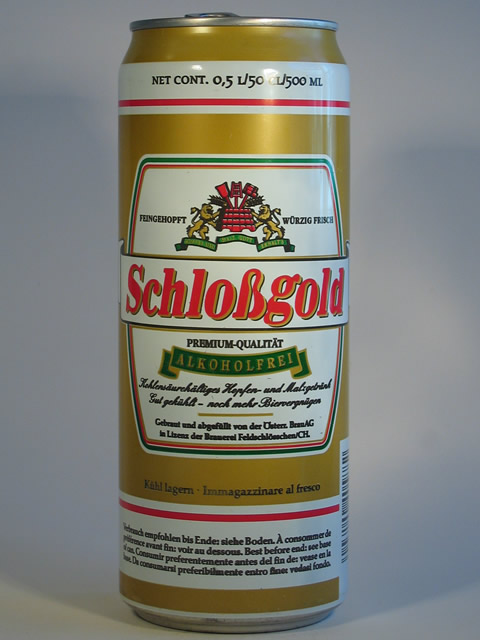 NET CONT. 0,5 L/50 CL/500 ML
FEINGEHOPFT WÜRZIG FRISCH
Schloßgold
PREMIUM-QUALITÄT
ALKOHOLFREI
Kohlensäurehältiges Hopfen- und Malzgetränk
Gut gekühlt – noch mehr Biervergnügen
Gebraut und abgefüllt von der Österr. BrauAG
in Lizenz der Brauerei Feldschlösschen/CH.
Kühl lagern · Immagazzinare al fresco
Verbrauch empfohlen bis Ende: siehe Boden. À consommer de
préférence avant fin: voir au dessous. Best before end: see base
of can. Consumir preferentemente antes del fin de: vease en la
base. Da consumarsi preferibilmente entro fine: vedasi fondo.